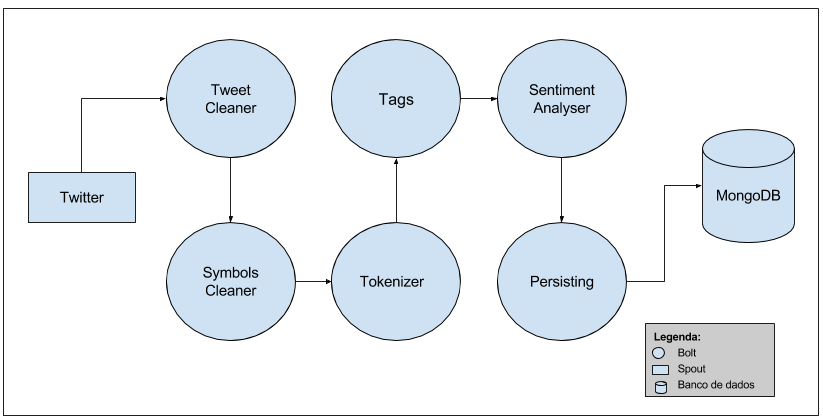 Twitter
Tweet
Cleaner
Symbols
Cleaner
Tokenizer
Tags
Sentiment
Analyser
Persisting
MongoDB
Legenda:
Bolt
Spout
Banco de dados